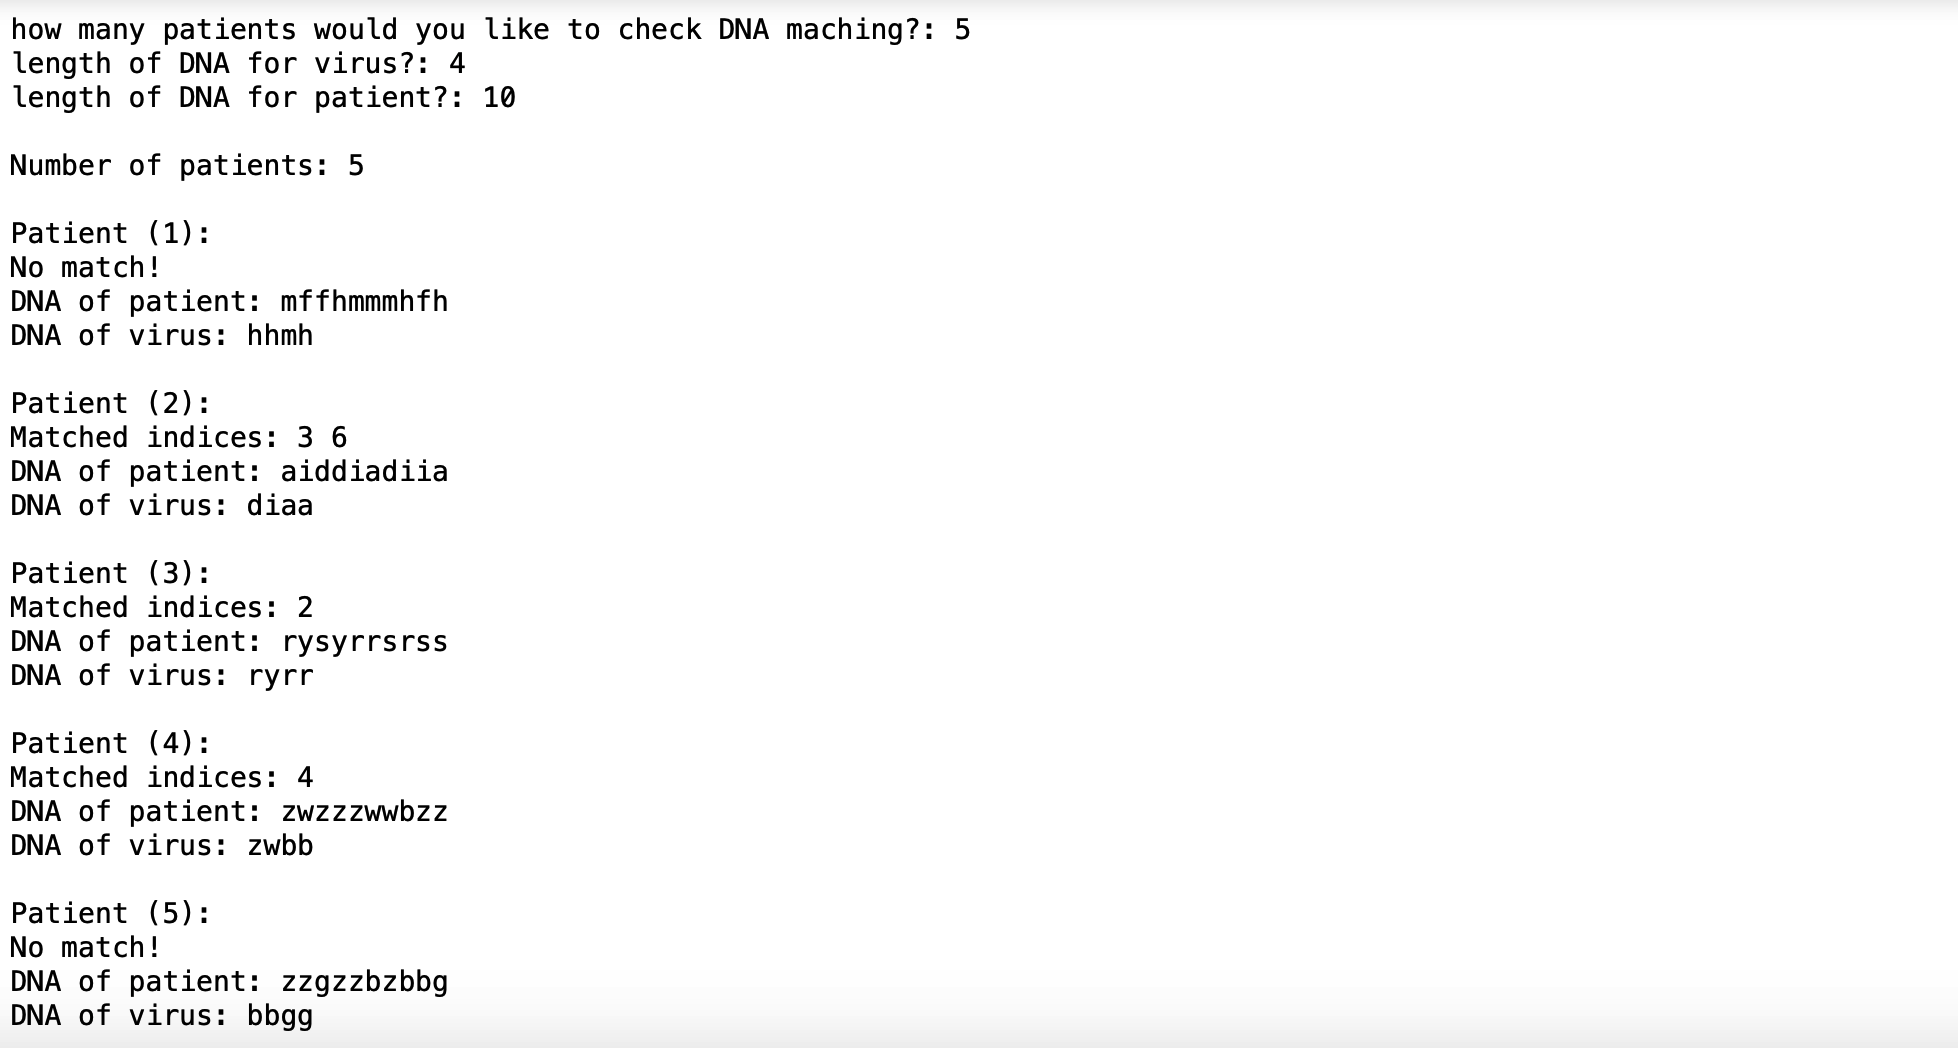 how many patients would you like to check DNA maching?: 5
length of DNA for virus?: 4
length of DNA for patient?: 10
Number of patients: 5
Patient (1):
No match!
DNA of patient: mffhmmmhfh
DNA of virus: hhmh
Patient (2):
Matched indices: 3 6
DNA of patient: aiddiadiia
DNA of virus: diaa
Patient (3):
Matched indices: 2
DNA of patient: rysyrrsrss
DNA of virus: ryrr
Patient (4):
Matched indices: 4
DNA of patient: zwzzzwwbzz
DNA of virus: zwbb
Patient (5):
No match!
DNA of patient: zzgzzbzbbg
DNA of virus: bbgg